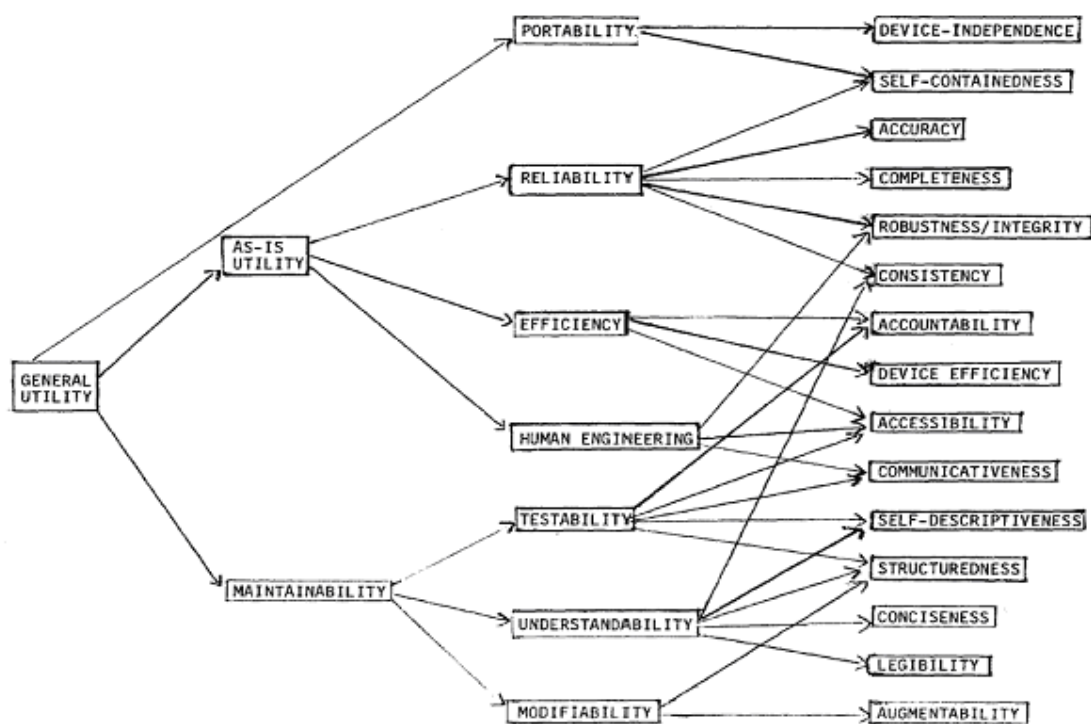 PORTABILITY
DEVICE-INDEPENDENCE
SELF-CONTAINEDNESS
ACCURACY
RELIABILITY
COMPLETENESS
ROBUSTNESS/INTEGRITY
AS-IS
UTILITY
CONSISTENCY
EFFICIENCY
ACCOUNTABILITY
DEVICE EFFICIENCY
GENERAL
UTILITY
ACCESSIBILITY
HUMAN ENGINEERING
COMMUNICATIVENESS
TESTABILITY
SELF-DESCRIPTIVENESS
STRUCTUREDNESS
MAINTAINABILITY
CONCISENESS
UNDERSTANDABILITY
LEGIBILITY
MODIFIABILITY
AUGMENTABILITY